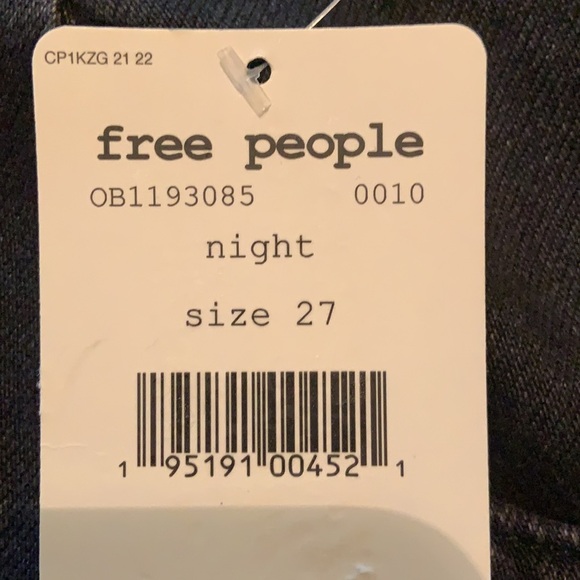 CP1KZG 21 22
free people
OB1193085 0010
night
size 27
1 95191 00452 1